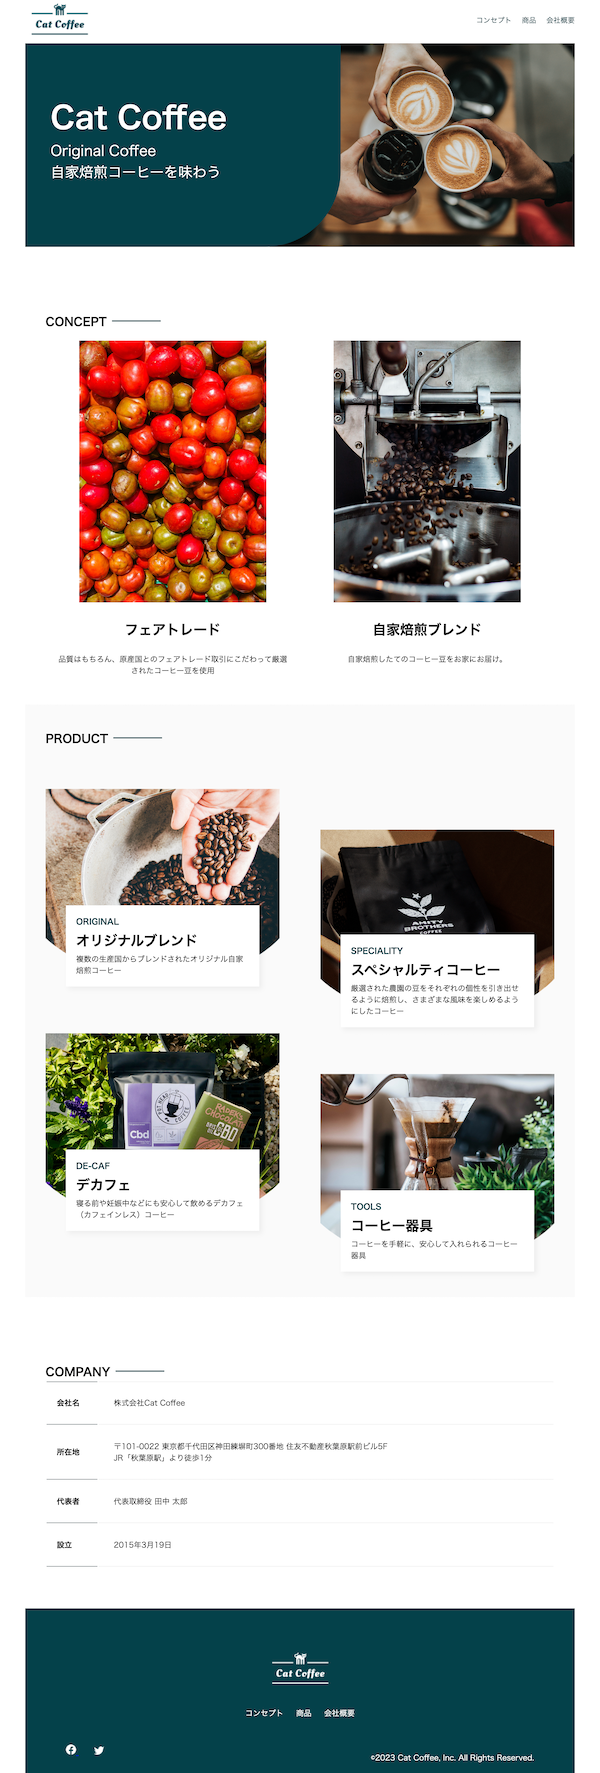 Cat Coffee
コンセプト 商品 会社概要
Cat Coffee
Original Coffee
自家焙煎コーヒーを味わう
CONCEPT
フェアトレード
品質はもちろん、原産国とのフェアトレード取引にこだわって厳選
されたコーヒー豆を使用
自家焙煎ブレンド
自家焙煎したてのコーヒー豆をお家にお届け。
PRODUCT
ORIGINAL
オリジナルブレンド
複数の生産国からブレンドされたオリジナル自家
焙煎コーヒー
AMITY
BROTHERS
COFFEE
SPECIALITY
スペシャルティコーヒー
厳選された農園の豆をそれぞれの個性を引き出せ
るように焙煎し、さまざまな風味を楽しめるよう
にしたコーヒー
Cbd
RADEK'S
CHOCOLATE
CBD
DE-CAF
デカフェ
寝る前や妊娠中などにも安心して飲めるデカフェ
（カフェインレス）コーヒー
TOOLS
コーヒー器具
コーヒーを手軽に、安心して入れられるコーヒー
器具
COMPANY
会社名 株式会社Cat Coffee
所在地 〒101-0022 東京都千代田区神田練塀町300番地 住友不動産秋葉原駅前ビル5F
JR「秋葉原駅」より徒歩1分
代表者 代表取締役 田中 太郎
設立 2015年3月19日
Cat Coffee
コンセプト 商品 会社概要
©2023 Cat Coffee, Inc. All Rights Reserved.